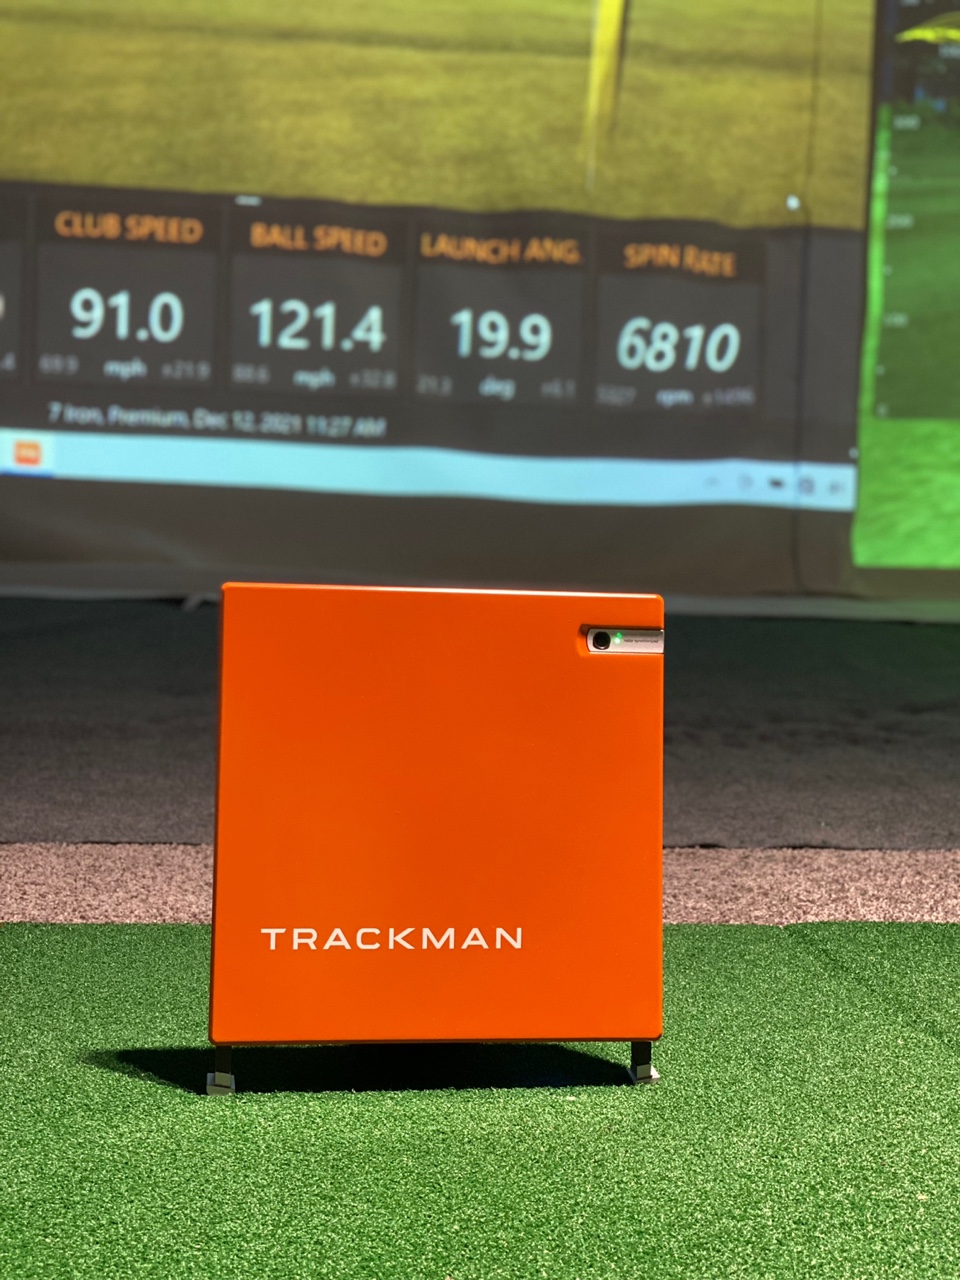 CLUB SPEED BALL SPEED LAUNCH ANG. SPIN RATE
91.0 121.4 19.9 6810
mph mph deg rpm
7 Iron, Premium, Dec 12, 2021 11:27 AM
TRACKMAN